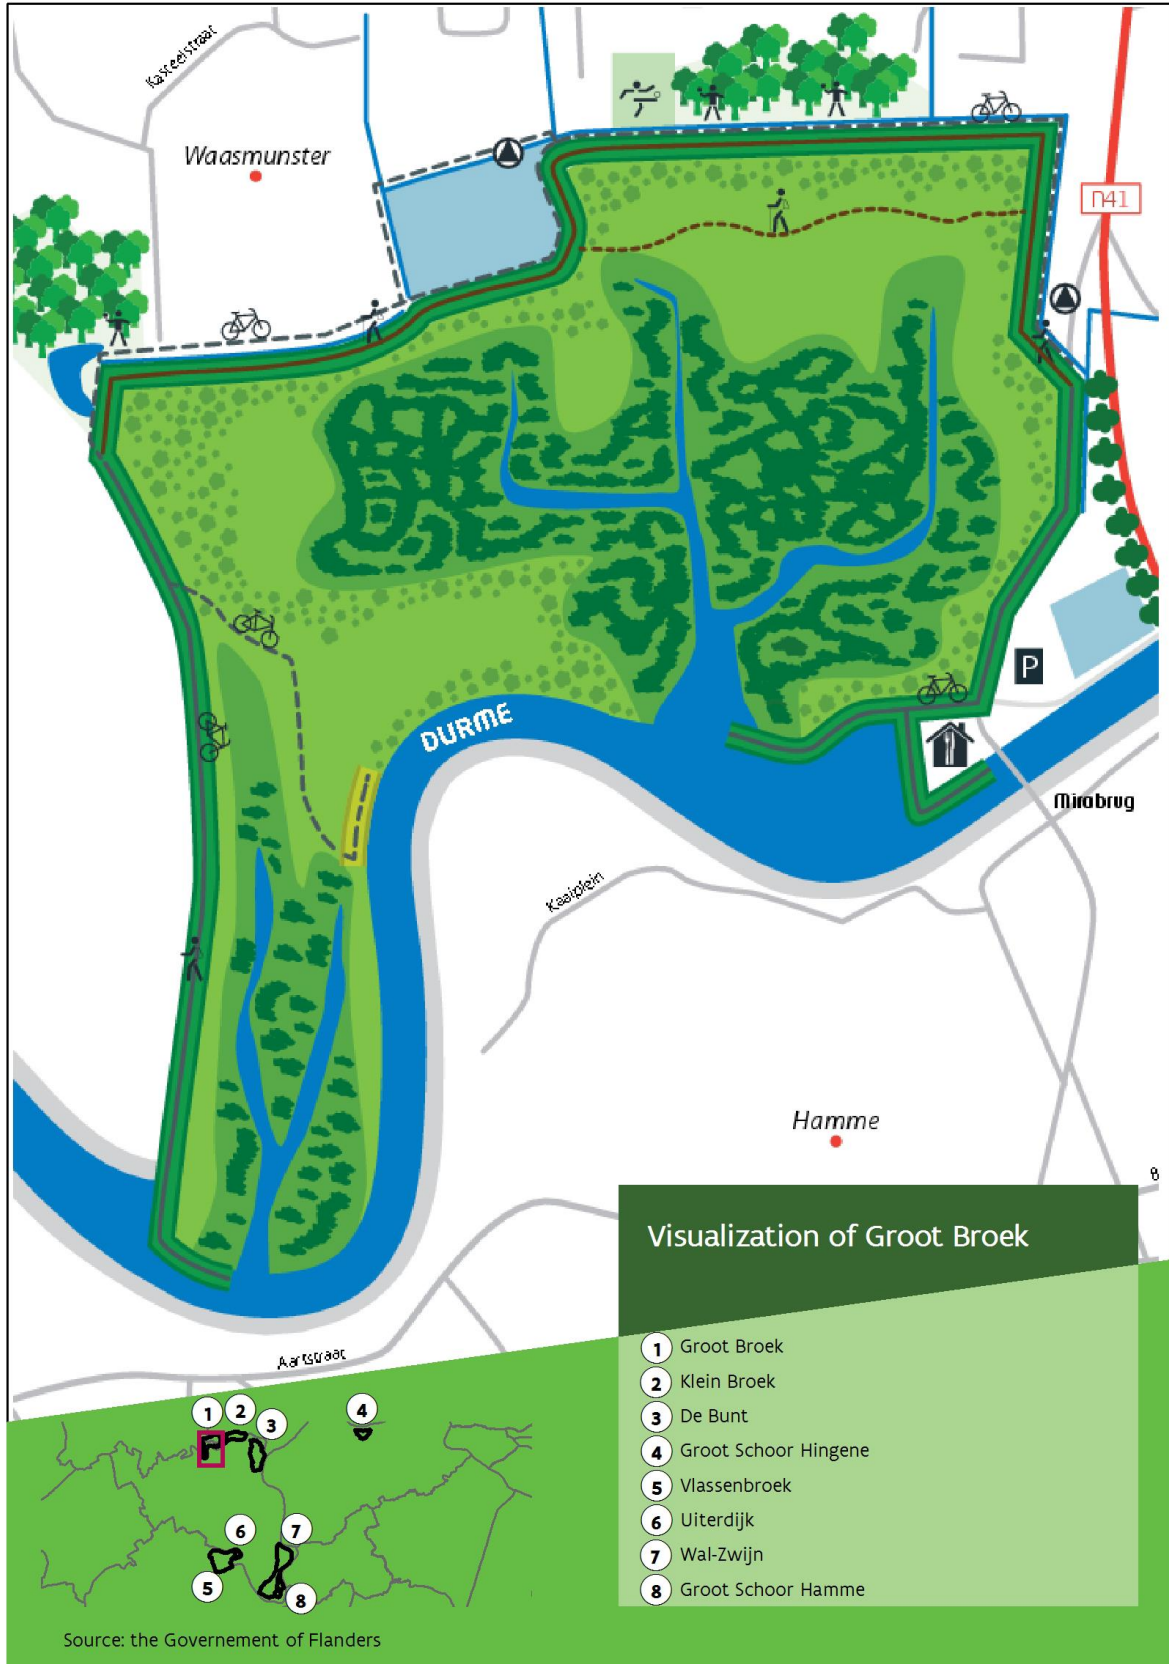 Kasteelstraat
Waasmunster
N41
DURME
P
Mirabrug
Kaaiplein
Hamme
8
Visualization of Groot Broek
Aartstraat
1 Groot Broek
2 Klein Broek
3 De Bunt
4 Groot Schoor Hingene
5 Vlassenbroek
6 Uiterdijk
7 Wal-Zwijn
8 Groot Schoor Hamme
1
2
3
4
6
7
5
8
Source: the Governement of Flanders